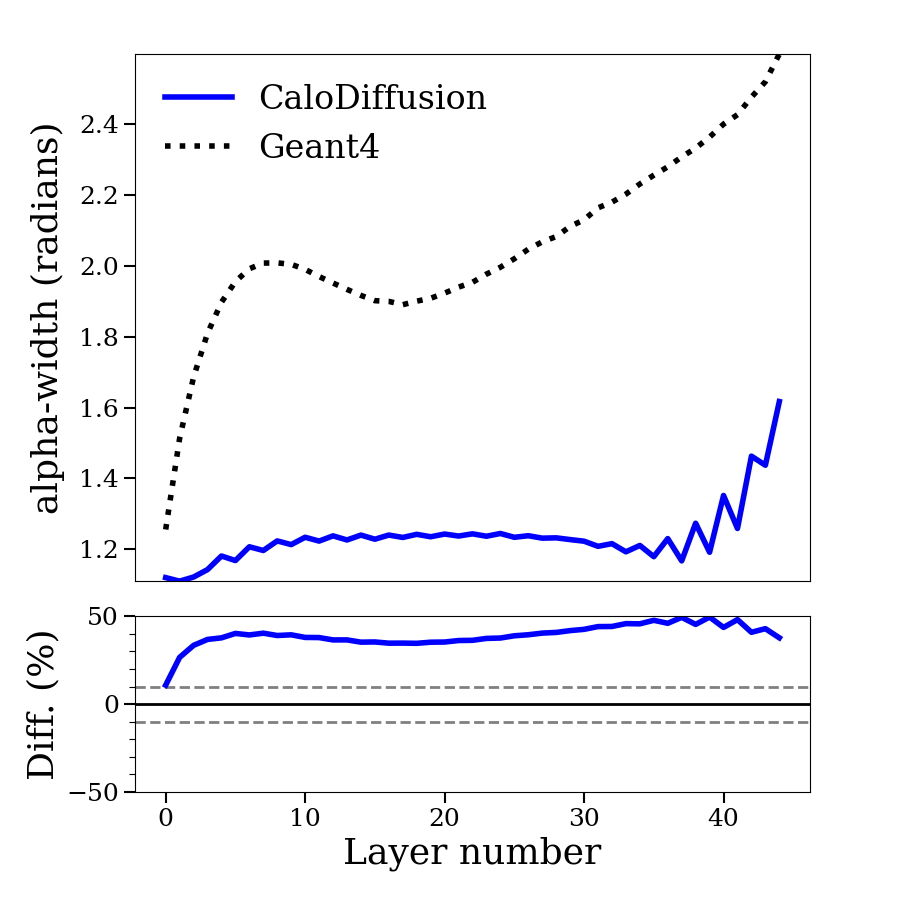 CaloDiffusion
Geant4
alpha-width (radians)
2.4
2.2
2.0
1.8
1.6
1.4
1.2
Diff. (%)
50
0
−50
0 10 20 30 40
Layer number